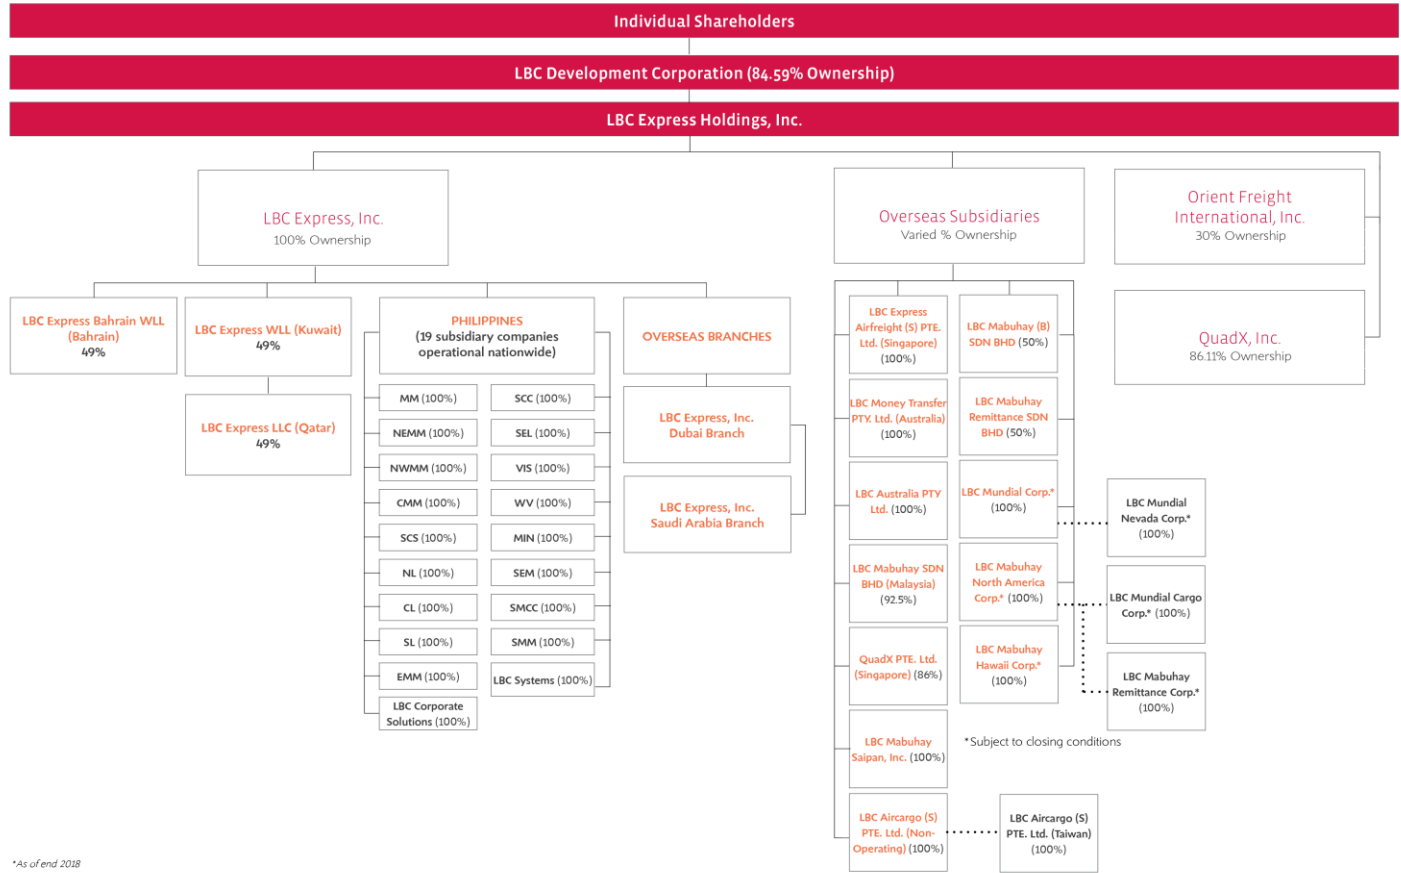 Individual Shareholders
LBC Development Corporation (84.59% Ownership)
LBC Express Holdings, Inc.
LBC Express, Inc.
100% Ownership
Overseas Subsidiaries
Varied % Ownership
Orient Freight
International, Inc.
30% Ownership
QuadX, Inc.
86.11% Ownership
LBC Express Bahrain WLL
(Bahrain)
49%
LBC Express WLL (Kuwait)
49%
LBC Express LLC (Qatar)
49%
PHILIPPINES
(19 subsidiary companies
operational nationwide)
MM (100%)
NEMM (100%)
NWMM (100%)
CMM (100%)
SCS (100%)
NL (100%)
CL (100%)
SL (100%)
EMM (100%)
LBC Corporate
Solutions (100%)
SCC (100%)
SEL (100%)
VIS (100%)
WV (100%)
MIN (100%)
SEM (100%)
SMCC (100%)
SMM (100%)
LBC Systems (100%)
OVERSEAS BRANCHES
LBC Express, Inc.
Dubai Branch
LBC Express, Inc.
Saudi Arabia Branch
LBC Express
Airfreight (S) PTE.
Ltd. (Singapore)
(100%)
LBC Money Transfer
PTY. Ltd. (Australia)
(100%)
LBC Australia PTY
Ltd. (100%)
LBC Mabuhay SDN
BHD (Malaysia)
(92.5%)
QuadX PTE. Ltd.
(Singapore) (86%)
LBC Mabuhay
Saipan, Inc. (100%)
LBC Aircargo (S)
PTE. Ltd. (Non-
Operating) (100%)
LBC Mabuhay (B)
SDN BHD (50%)
LBC Mabuhay
Remittance SDN
BHD (50%)
LBC Mundial Corp.*
(100%)
LBC Mabuhay
North America
Corp.* (100%)
LBC Mabuhay
Hawaii Corp.*
(100%)
LBC Mundial
Nevada Corp.*
(100%)
LBC Mundial Cargo
Corp.* (100%)
LBC Mabuhay
Remittance Corp.*
(100%)
*Subject to closing conditions
LBC Aircargo (S)
PTE. Ltd. (Taiwan)
(100%)
*As of end 2018